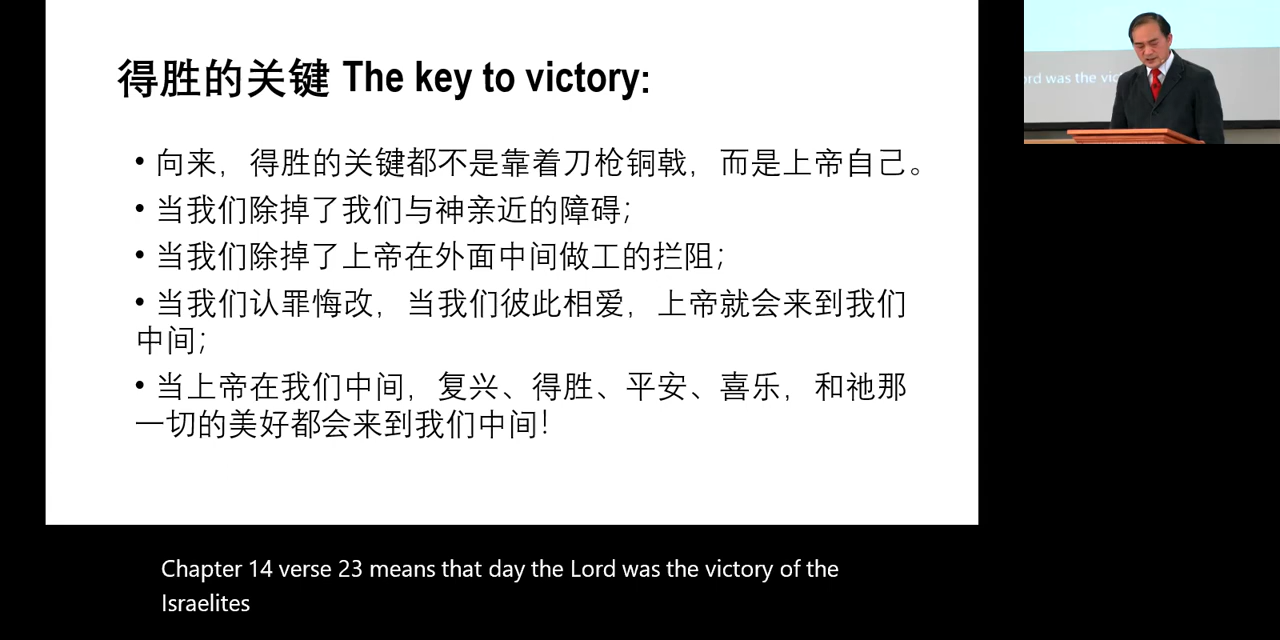 得胜的关键 The key to victory:
• 向来，得胜的关键都不是靠着刀枪铜戟，而是上帝自己。
• 当我们除掉了我们与神亲近的障碍；
• 当我们除掉了上帝在外面中间做工的拦阻；
• 当我们认罪悔改，当我们彼此相爱，上帝就会来到我们
中间；
• 当上帝在我们中间，复兴、得胜、平安、喜乐，和祂那
一切的美好都会来到我们中间！
ord was the vic
Chapter 14 verse 23 means that day the Lord was the victory of the
Israelites